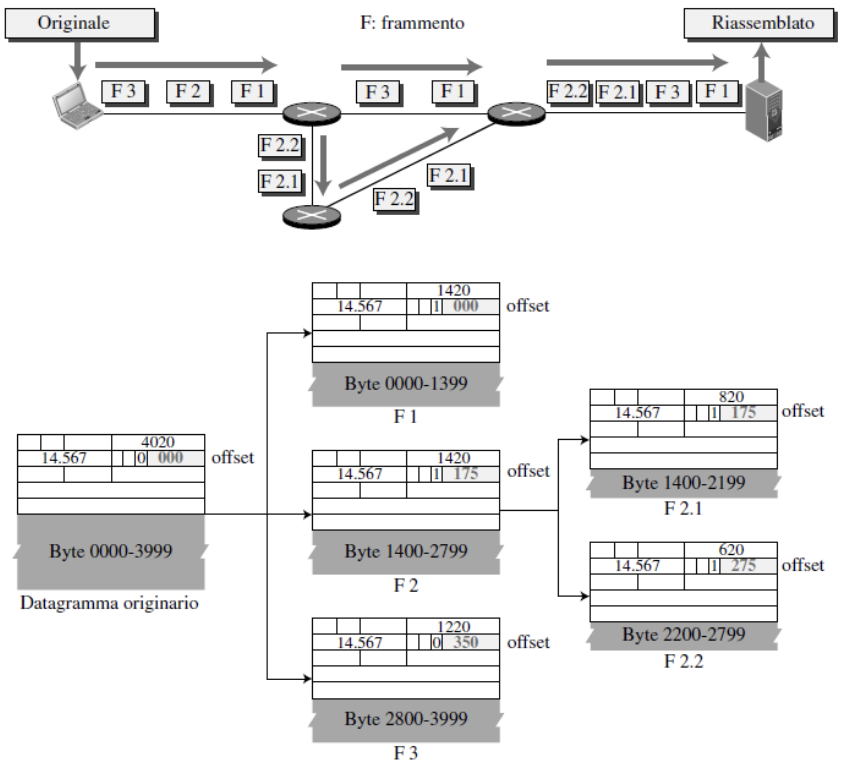 Originale F: frammento Riassemblato
F 3 F 2 F 1 F 3 F 1 F 2.2 F 2.1 F 3 F 1
F 2.2
F 2.1
F 2.1
F 2.2
1420
14.567 1 000 offset
Byte 0000-1399
F 1
4020
14.567 0 000 offset
Byte 0000-3999
Datagramma originario
1420
14.567 1 175 offset
Byte 1400-2799
F 2
1220
14.567 0 350 offset
Byte 2800-3999
F 3
820
14.567 1 175 offset
Byte 1400-2199
F 2.1
620
14.567 1 275 offset
Byte 2200-2799
F 2.2